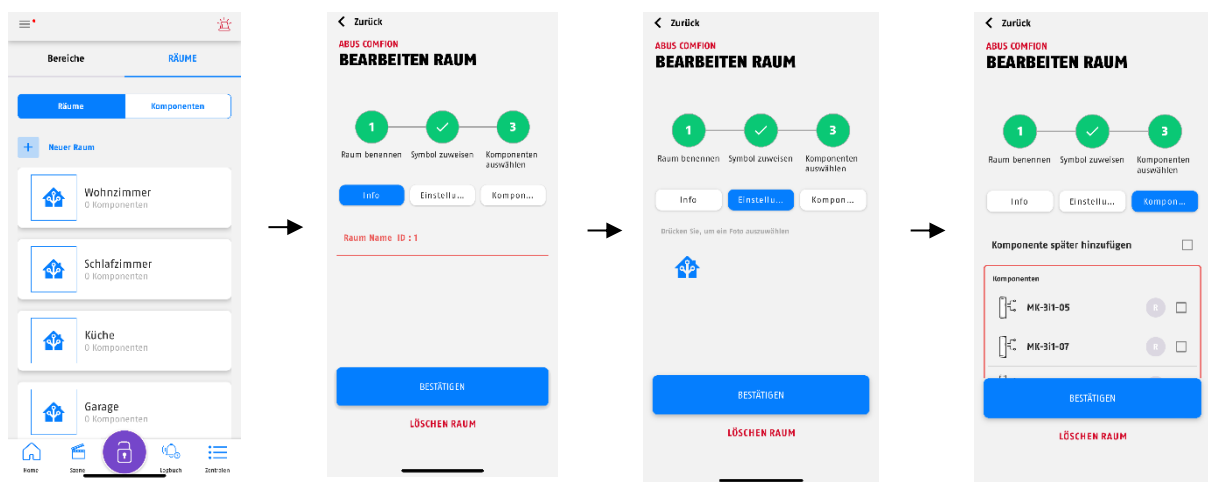 Bereiche RÄUME
Räume Komponenten
+ Neuer Raum
Wohnzimmer
0 Komponenten
Schlafzimmer
0 Komponenten
Küche
0 Komponenten
Garage
0 Komponenten
Home Szene Logbuch Zentralen
Zurück
ABUS COMFION
BEARBEITEN RAUM
1 3
Raum benennen Symbol zuweisen Komponenten
auswählen
Info Einstellu... Kompon...
Raum Name ID : 1
BESTÄTIGEN
LÖSCHEN RAUM
Zurück
ABUS COMFION
BEARBEITEN RAUM
1 3
Raum benennen Symbol zuweisen Komponenten
auswählen
Info Einstellu... Kompon...
Drücken Sie, um ein Foto auszuwählen
BESTÄTIGEN
LÖSCHEN RAUM
Zurück
ABUS COMFION
BEARBEITEN RAUM
1 3
Raum benennen Symbol zuweisen Komponenten
auswählen
Info Einstellu... Kompon...
Komponente später hinzufügen
Komponenten
MK-3i1-05 R
MK-3i1-07 R
BESTÄTIGEN
LÖSCHEN RAUM